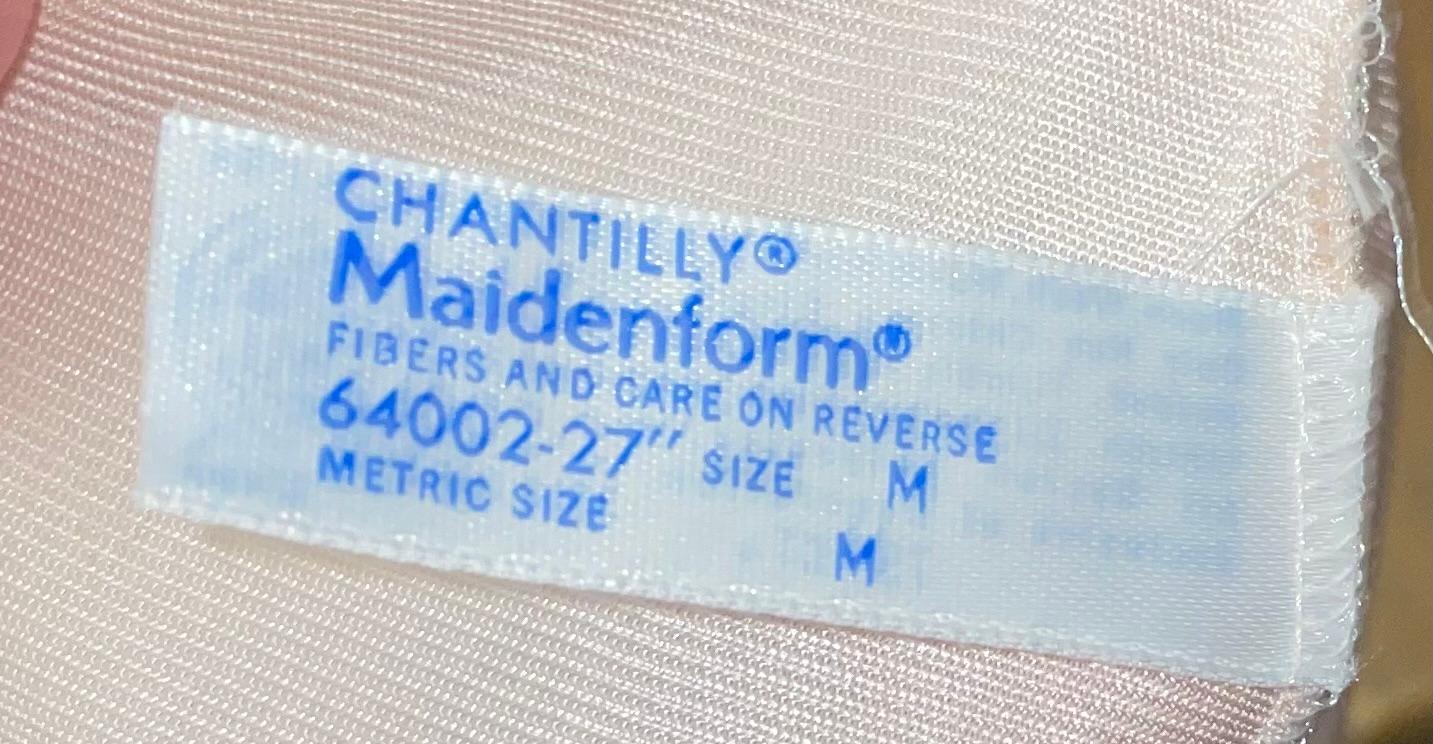 CHANTILLY®
Maidenform®
FIBERS AND CARE ON REVERSE
64002-27" SIZE M
METRIC SIZE M